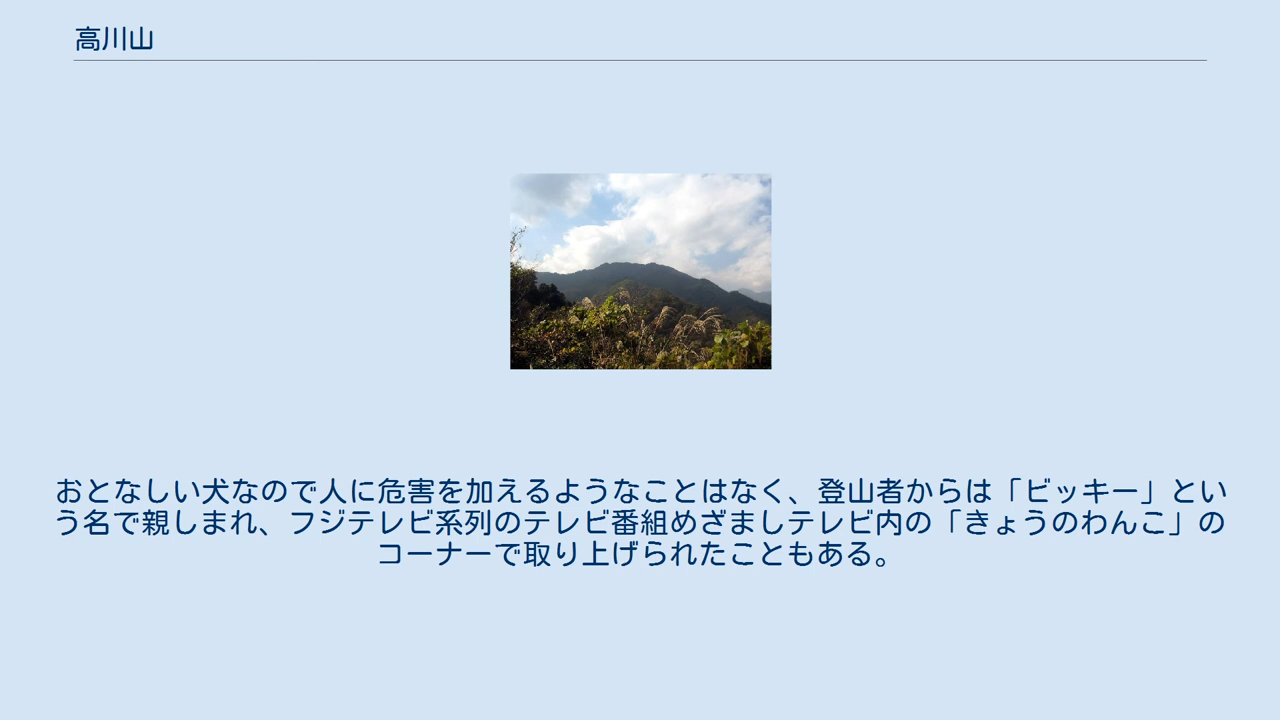 高川山
おとなしい犬なので人に危害を加えるようなことはなく、登山者からは「ビッキー」とい
う名で親しまれ、フジテレビ系列のテレビ番組めざましテレビ内の「きょうのわんこ」の
コーナーで取り上げられたこともある。